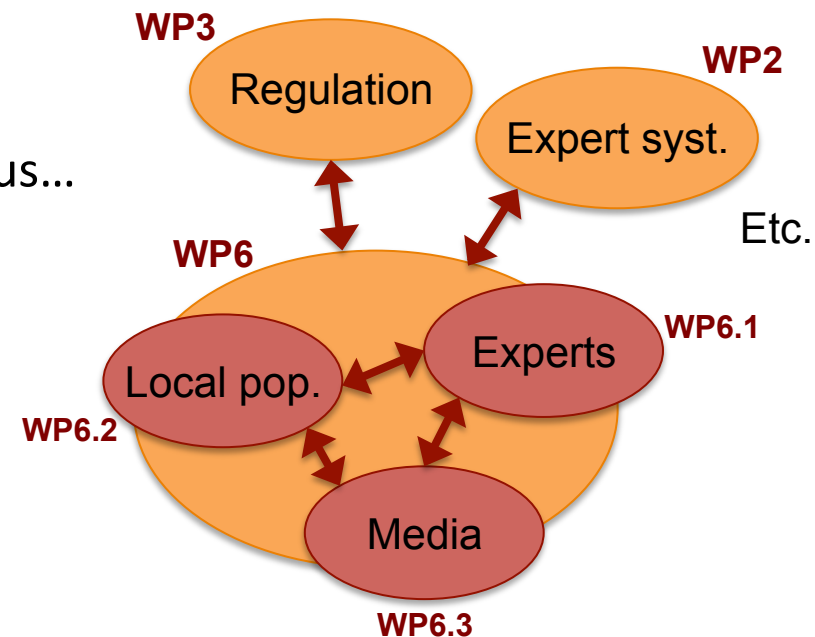 WP3
Regulation
WP2
Expert syst.
us...
Etc.
WP6
WP6.1
Experts
Local pop.
WP6.2
Media
WP6.3